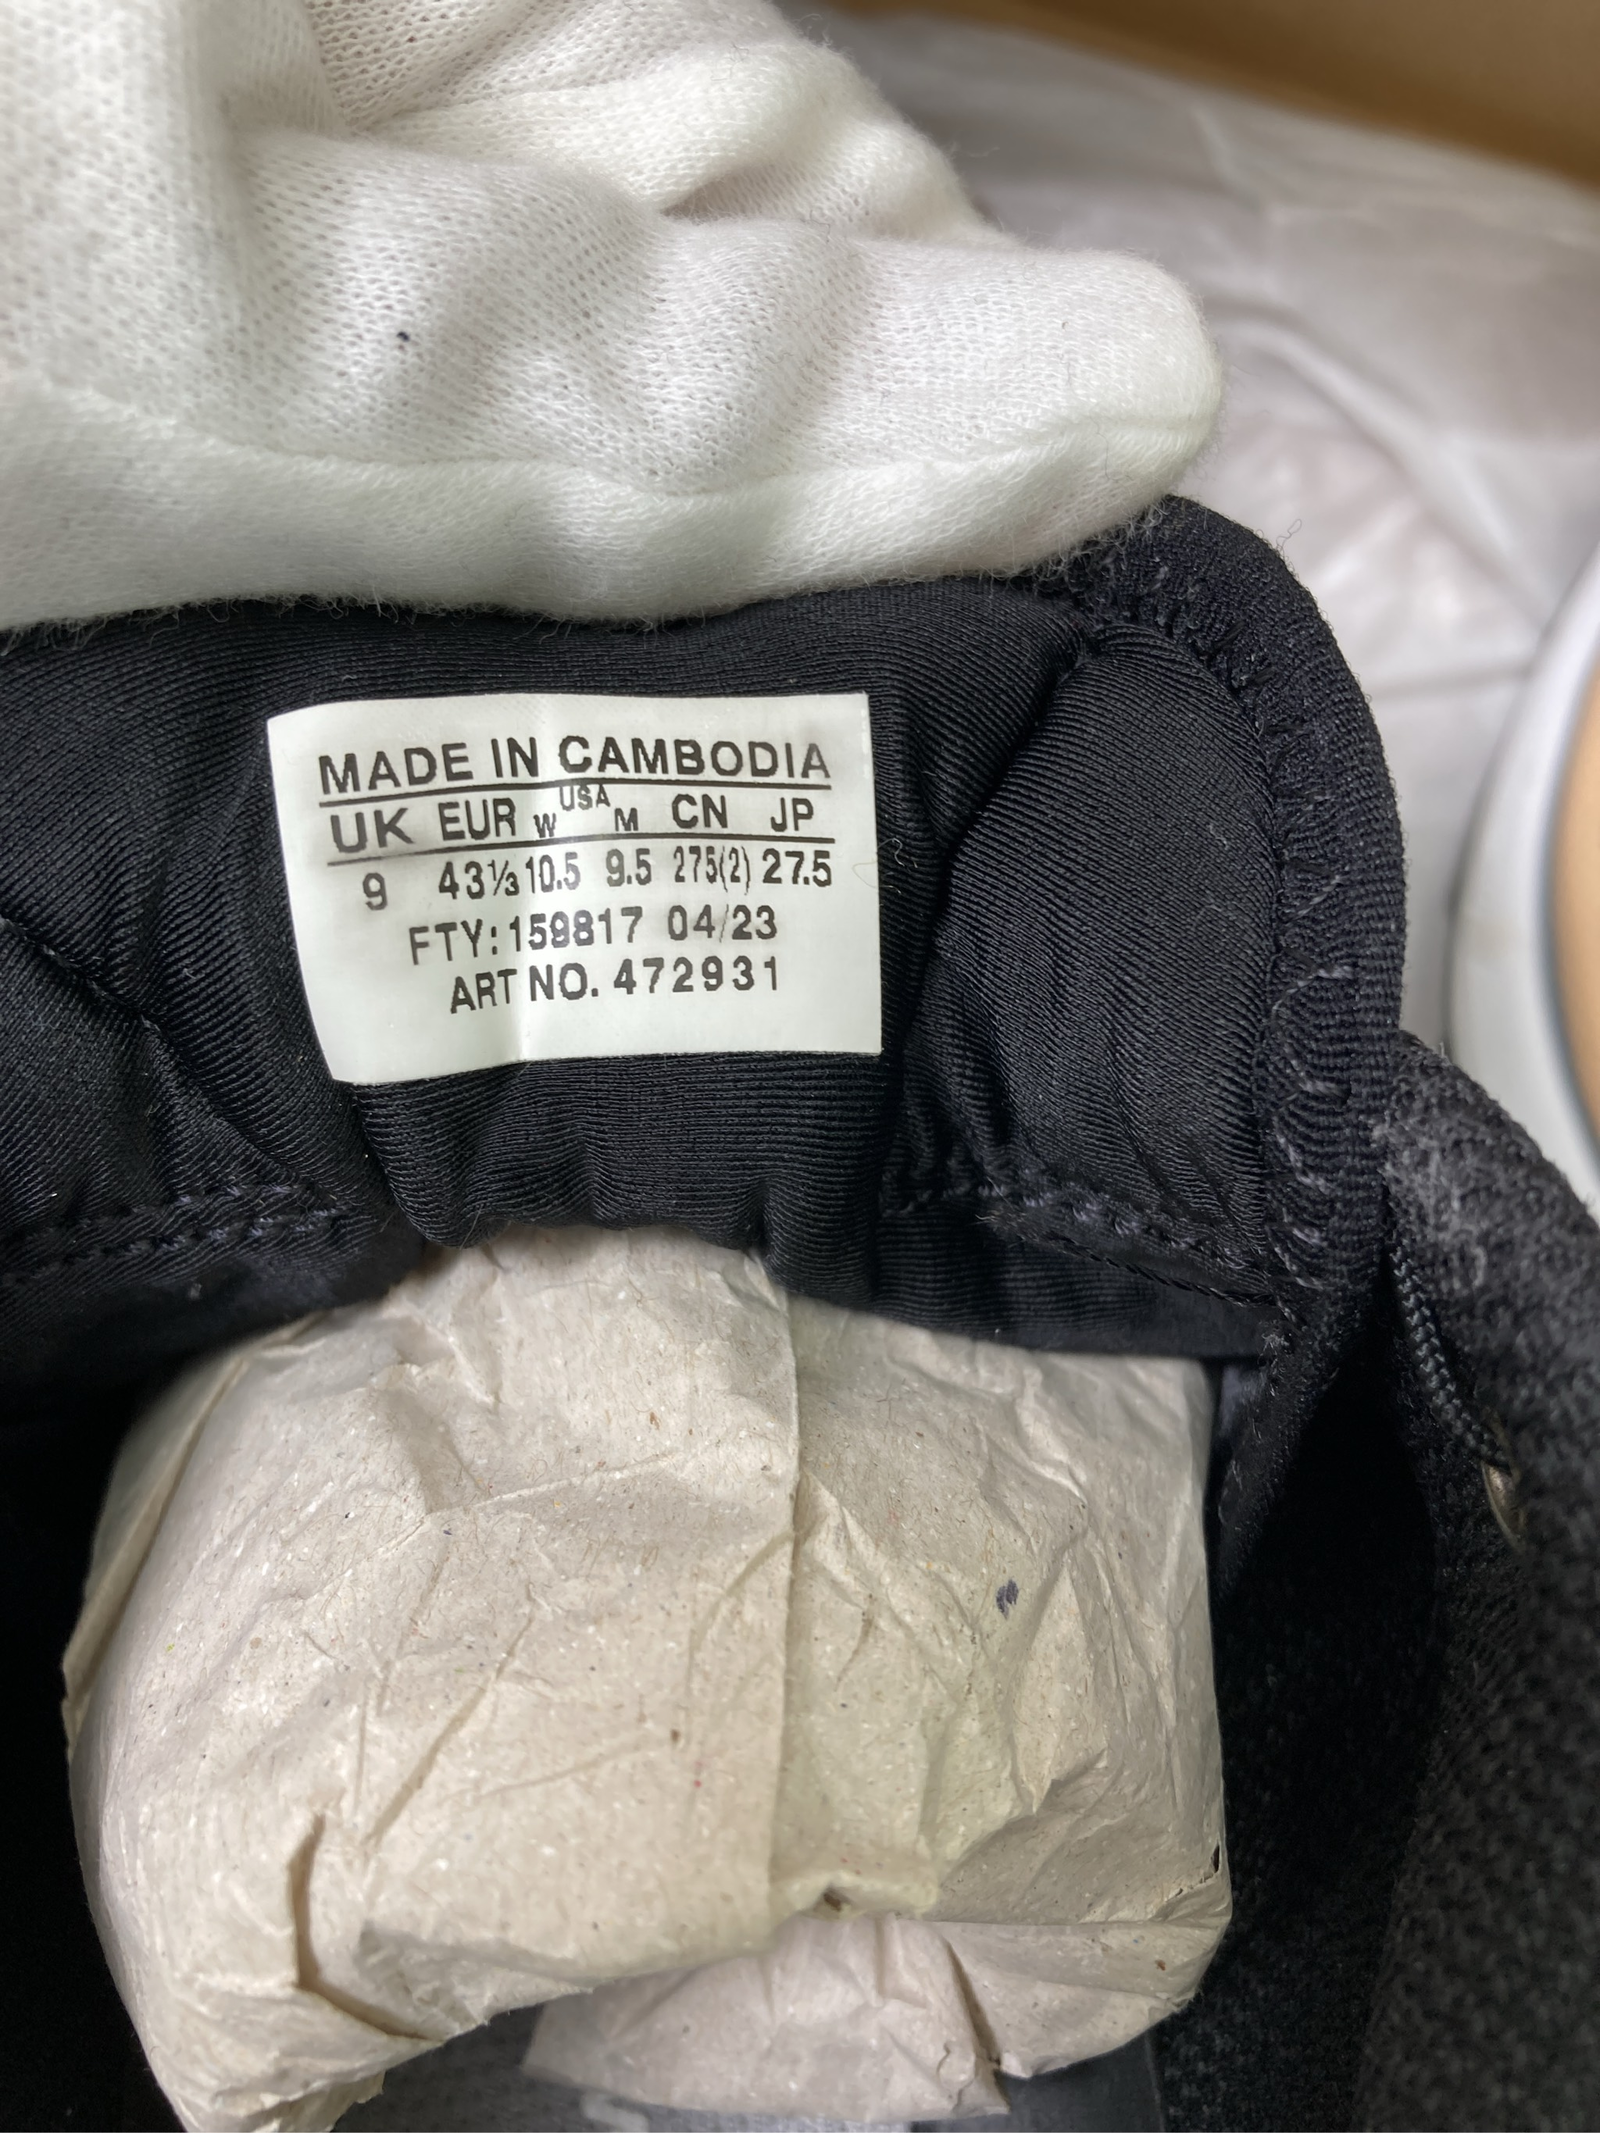 MADE IN CAMBODIA
UK EUR W USA M CN JP
9 43⅓ 10.5 9.5 275(2) 27.5
FTY: 159817 04/23
ART NO. 472931